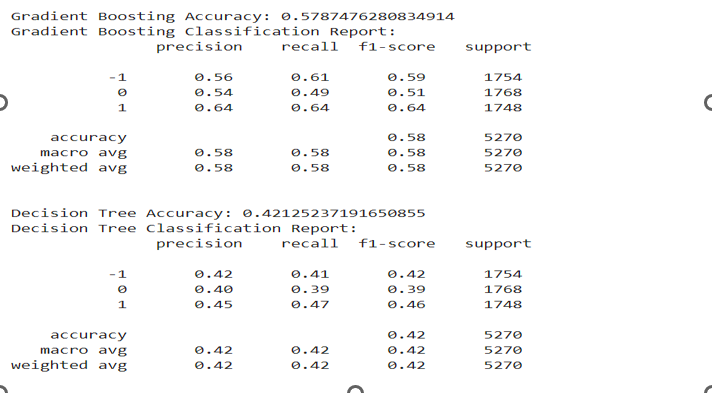 Gradient Boosting Accuracy: 0.5787476280834914
Gradient Boosting Classification Report:
precision recall f1-score support
-1 0.56 0.61 0.59 1754
0 0.54 0.49 0.51 1768
1 0.64 0.64 0.64 1748
accuracy 0.58 5270
macro avg 0.58 0.58 0.58 5270
weighted avg 0.58 0.58 0.58 5270
Decision Tree Accuracy: 0.42125237191650855
Decision Tree Classification Report:
precision recall f1-score support
-1 0.42 0.41 0.42 1754
0 0.40 0.39 0.39 1768
1 0.45 0.47 0.46 1748
accuracy 0.42 5270
macro avg 0.42 0.42 0.42 5270
weighted avg 0.42 0.42 0.42 5270